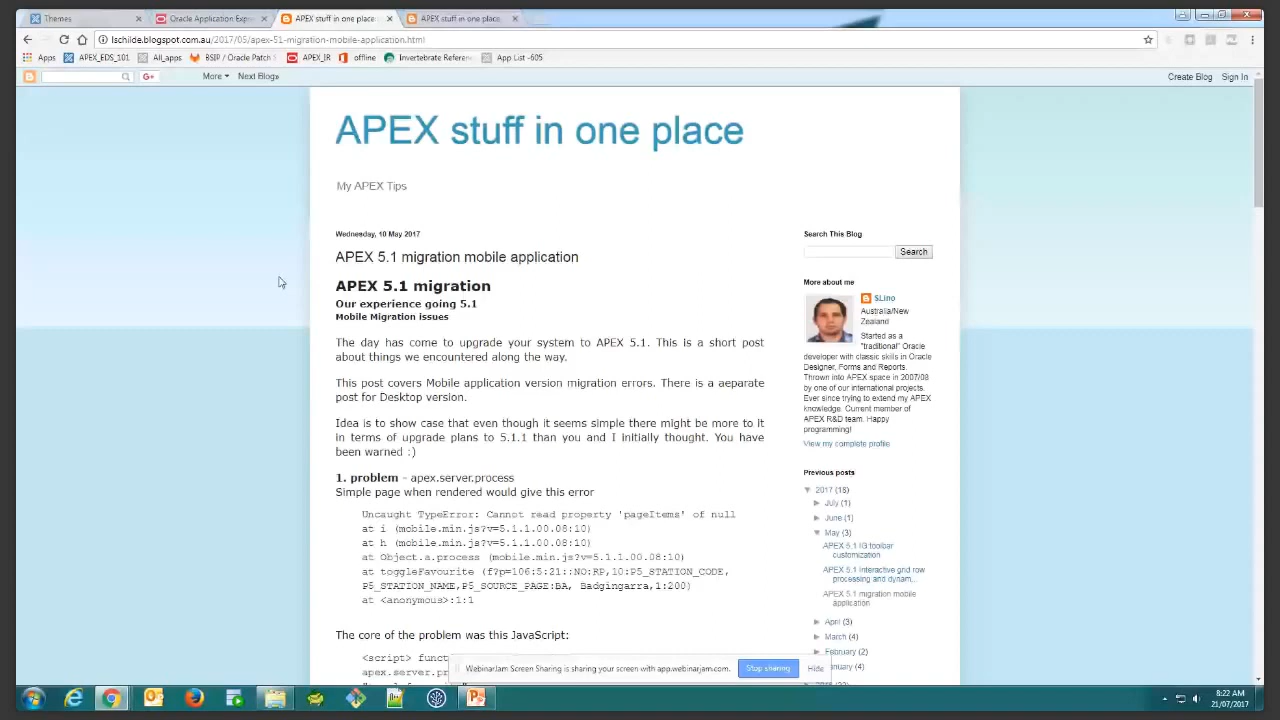 Themes
Oracle Application Expr
APEX stuff in one place:
APEX stuff in one place
lschilde.blogspot.com.au/2017/05/apex-51-migration-mobile-application.html
Apps
APEX_EDS_101
All_apps
BSIP / Oracle Patch
APEX_IR
offline
Invertebrate Referen
App List -605
G+
More
Next Blog»
Create Blog
Sign In
APEX stuff in one place
My APEX Tips
Wednesday, 10 May 2017
APEX 5.1 migration mobile application
APEX 5.1 migration
Our experience going 5.1
Mobile Migration issues
The day has come to upgrade your system to APEX 5.1. This is a short post
about things we encountered along the way.
This post covers Mobile application version migration errors. There is a aeparate
post for Desktop version.
Idea is to show case that even though it seems simple there might be more to it
in terms of upgrade plans to 5.1.1 than you and I initially thought. You have
been warned :)
1. problem - apex.server.process
Simple page when rendered would give this error
Uncaught TypeError: Cannot read property 'pageItems' of null
at i (mobile.min.js?v=5.1.1.00.08:10)
at h (mobile.min.js?v=5.1.1.00.08:10)
at Object.a.process (mobile.min.js?v=5.1.1.00.08:10)
at toggleFavourite (f?p=106:5:21::NO:RP,10:P5_STATION_CODE,
P5_STATION_NAME,P5_SOURCE_PAGE:BA, Badgingarra,1:200)
at <anonymous>:1:1
The core of the problem was this JavaScript:
<script> funct
apex.server.pr
Search This Blog
Search
More about me
SLino
Australia/New
Zealand
Started as a
"traditional" Oracle
developer with classic skills in Oracle
Designer, Forms and Reports.
Thrown into APEX space in 2007/08
by one of our international projects.
Ever since trying to extend my APEX
knowledge. Current member of
APEX R&D team. Happy
programming!
View my complete profile
Previous posts
▼ 2017 (18)
► July (1)
► June (1)
▼ May (3)
APEX 5.1 IG toolbar
customization
APEX 5.1 Interactive grid row
processing and dynam...
APEX 5.1 migration mobile
application
► April (3)
► March (4)
► February (2)
nuary (4)
WebinarJam Screen Sharing is sharing your screen with app.webinarjam.com.
Stop sharing
Hide
8:22 AM
21/07/2017